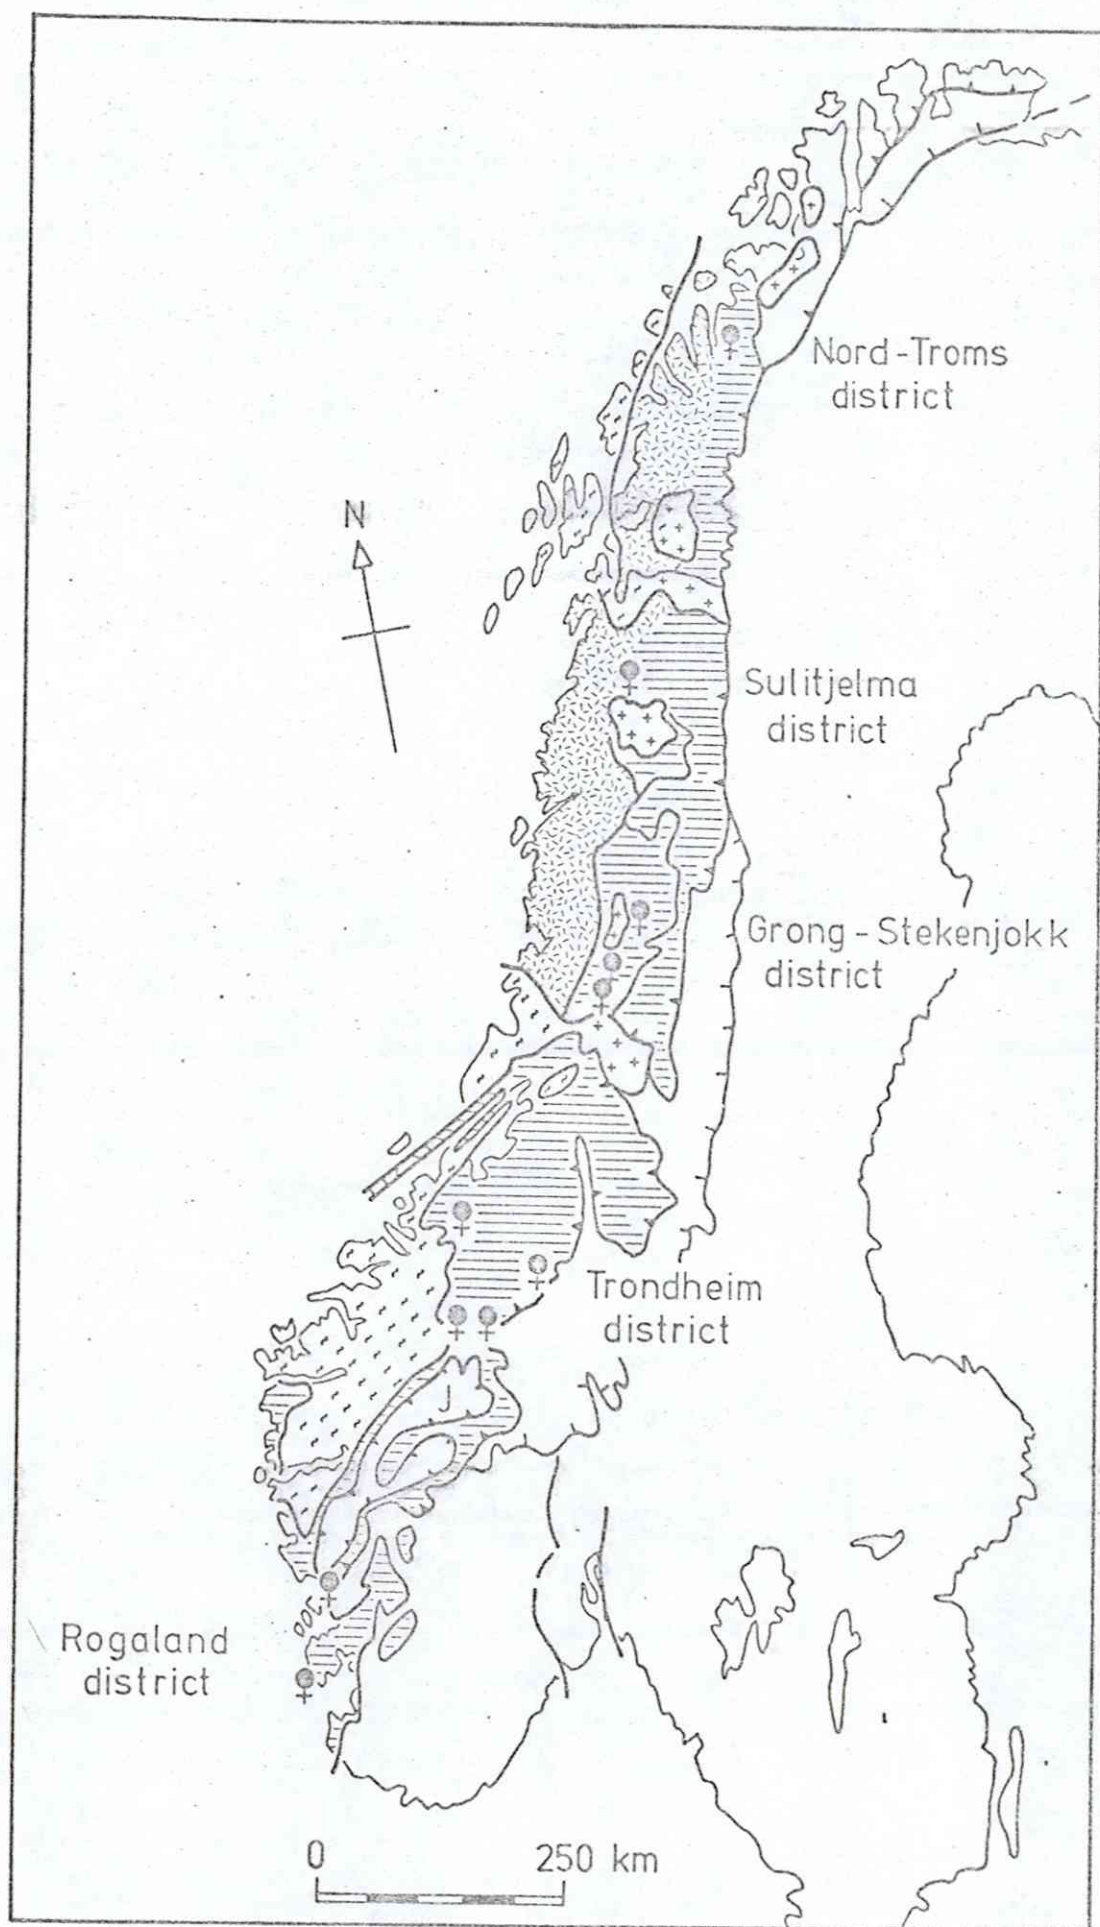 Nord-Troms
district
N
Sulitjelma
district
Grong-Stekenjokk
district
Trondheim
district
J
Rogaland
district
0 250 km